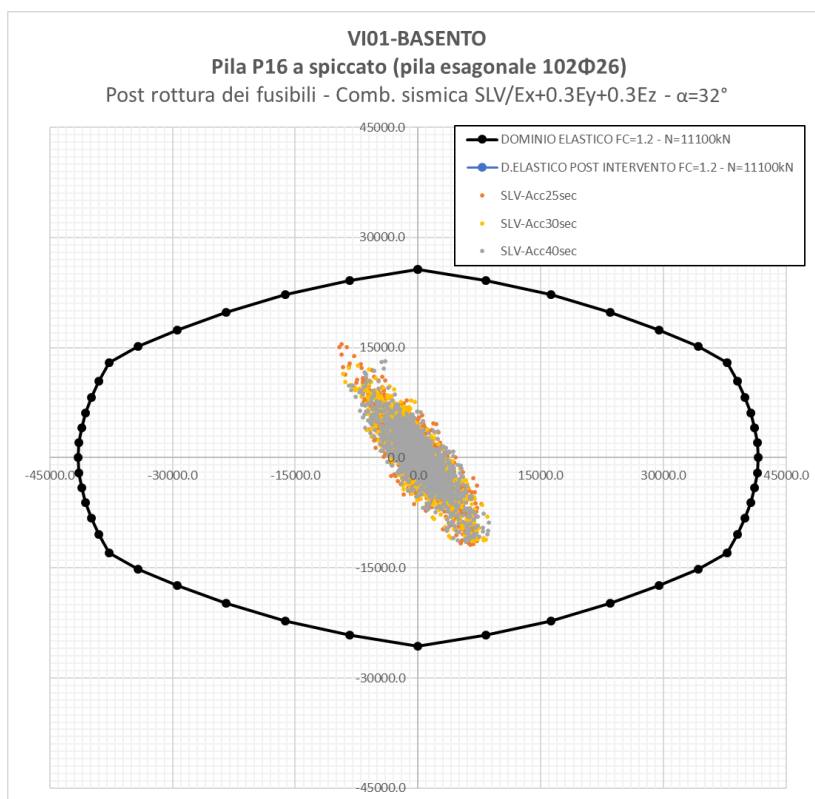 VI01-BASENTO
Pila P16 a spiccato (pila esagonale 102Φ26)
Post rottura dei fusibili - Comb. sismica SLV/Ex+0.3Ey+0.3Ez - α=32°
45000.0
DOMINIO ELASTICO FC=1.2 - N=11100kN
D.ELASTICO POST INTERVENTO FC=1.2 - N=11100kN
SLV-Acc25sec
SLV-Acc30sec
SLV-Acc40sec
30000.0
15000.0
0.0
-45000.0 -30000.0 -15000.0 0.0 15000.0 30000.0 45000.0
-15000.0
-30000.0
-45000.0